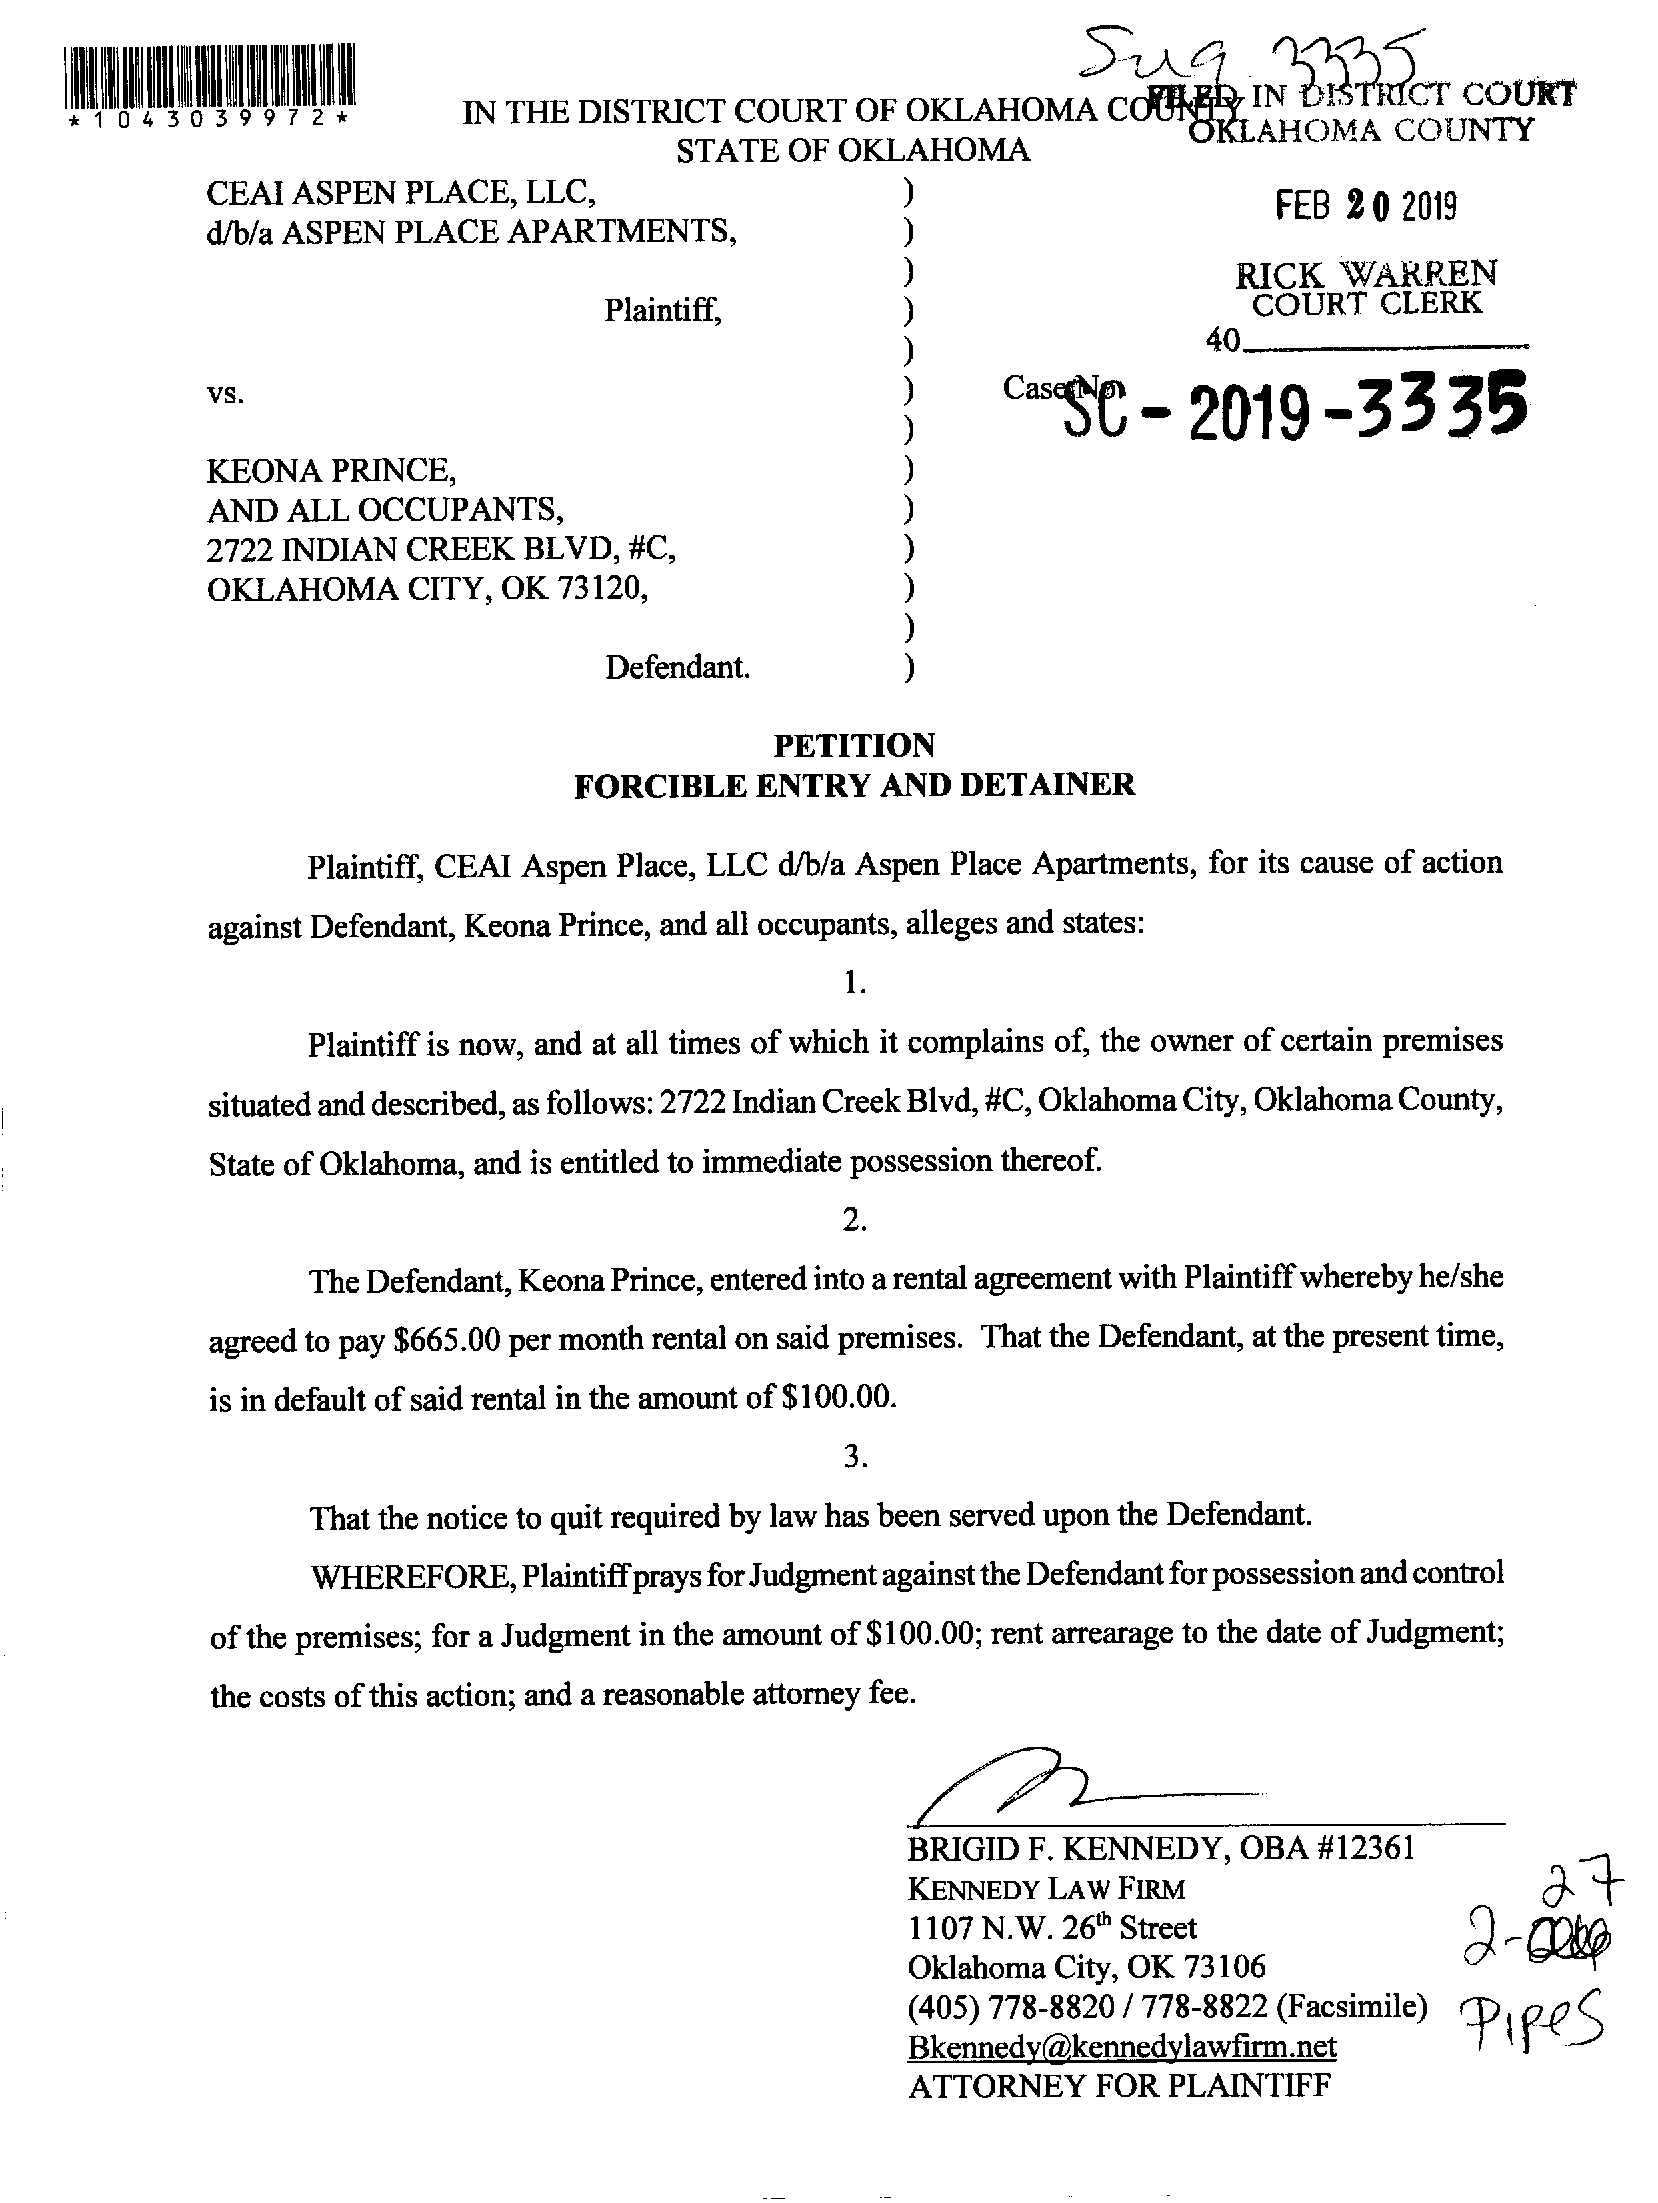 Sug 3335
*1043039972*
IN THE DISTRICT COURT OF OKLAHOMA COUNTY
STATE OF OKLAHOMA
FILED IN DISTRICT COURT
OKLAHOMA COUNTY
FEB 20 2019
RICK WARREN
COURT CLERK
40
CEAI ASPEN PLACE, LLC, )
d/b/a ASPEN PLACE APARTMENTS, )
)
Plaintiff, )
)
vs. ) Case No.
SC - 2019 - 3335
)
KEONA PRINCE, )
AND ALL OCCUPANTS, )
2722 INDIAN CREEK BLVD, #C, )
OKLAHOMA CITY, OK 73120, )
)
Defendant. )
PETITION
FORCIBLE ENTRY AND DETAINER
Plaintiff, CEAI Aspen Place, LLC d/b/a Aspen Place Apartments, for its cause of action
against Defendant, Keona Prince, and all occupants, alleges and states:
1.
Plaintiff is now, and at all times of which it complains of, the owner of certain premises
situated and described, as follows: 2722 Indian Creek Blvd, #C, Oklahoma City, Oklahoma County,
State of Oklahoma, and is entitled to immediate possession thereof.
2.
The Defendant, Keona Prince, entered into a rental agreement with Plaintiff whereby he/she
agreed to pay $665.00 per month rental on said premises. That the Defendant, at the present time,
is in default of said rental in the amount of $100.00.
3.
That the notice to quit required by law has been served upon the Defendant.
WHEREFORE, Plaintiff prays for Judgment against the Defendant for possession and control
of the premises; for a Judgment in the amount of $100.00; rent arrearage to the date of Judgment;
the costs of this action; and a reasonable attorney fee.
BRIGID F. KENNEDY, OBA #12361
KENNEDY LAW FIRM
1107 N.W. 26th Street
Oklahoma City, OK 73106
(405) 778-8820 / 778-8822 (Facsimile)
Bkennedy@kennedylawfirm.net
ATTORNEY FOR PLAINTIFF
27
2-
Pipes